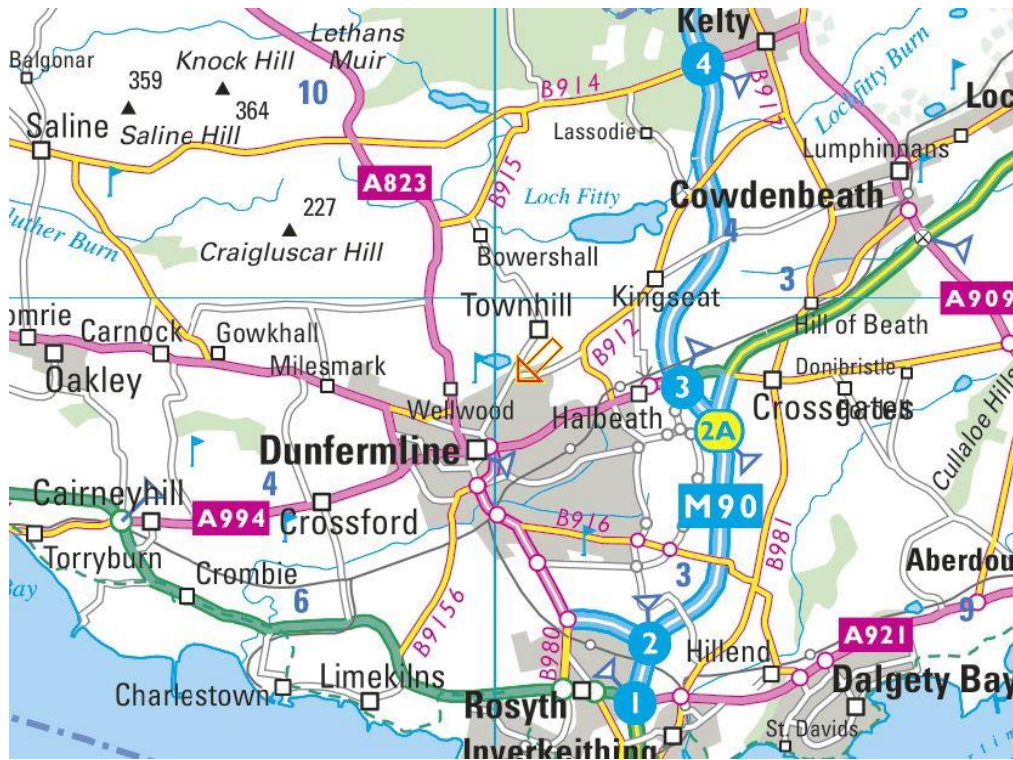 Kelty
Lethans
Muir
Balgonar
Knock Hill
359
364
10
4
B914
B917
Lochfitty Burn
Saline
Saline Hill
Lassodie
Loc
Lumphinnans
A823
B915
Loch Fitty
Cowdenbeath
227
Craigluscar Hill
Bowershall
4
3
uther Burn
Townhill
Kingseat
A909
omrie
Carnock
Gowkhall
B912
Hill of Beath
Oakley
Milesmark
Donibristle
Wellwood
Halbeath
3
Crossgates
2A
Dunfermline
Cullaloe Hills
4
Cairneyhill
A994
Crossford
M90
B916
B981
Torryburn
Crombie
3
Aberdou
Bay
6
B9156
9
2
A921
B980
Hillend
Charlestown
Limekilns
Rosyth
1
Dalgety Bay
St. Davids
Inverkeithing